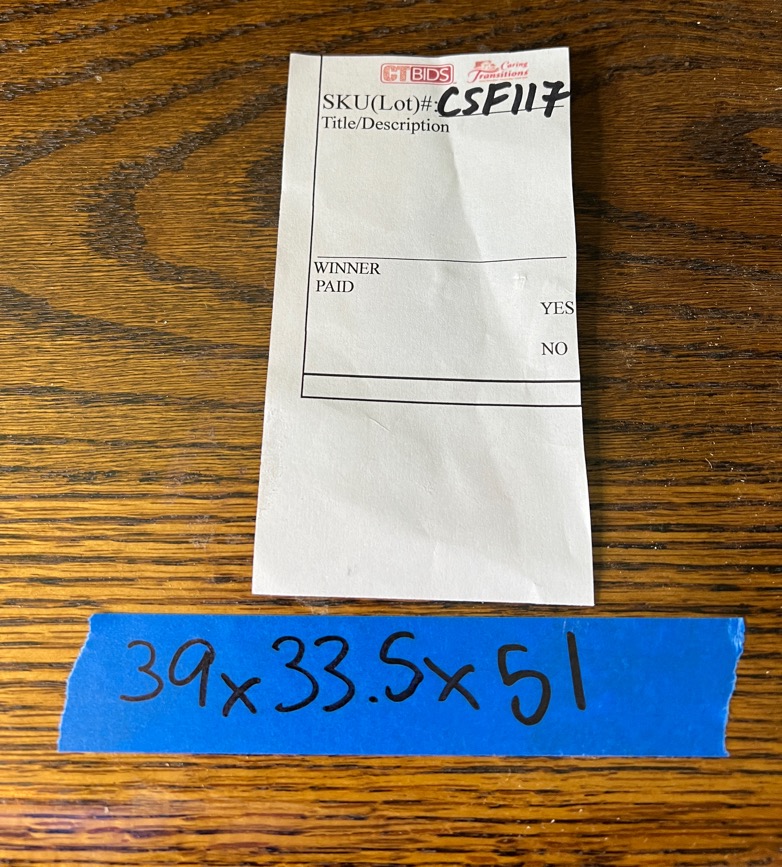 CTBIDS Caring Transitions
SKU(Lot)#: CSF117
Title/Description
WINNER
PAID
YES
NO
39x33.5x51